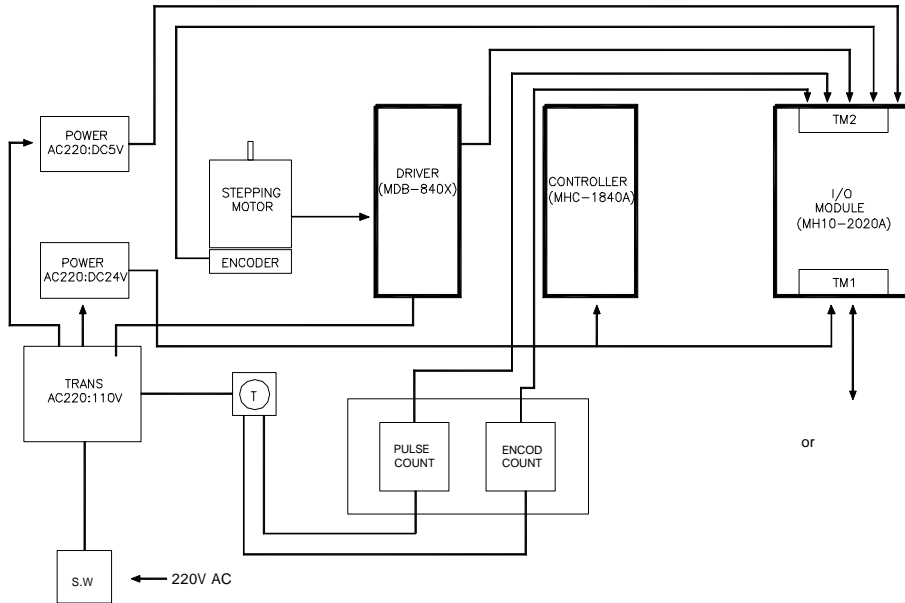 TM2
POWER
AC220:DC5V
DRIVER
(MDB-840X)
CONTROLLER
(MHC-1840A)
STEPPING
MOTOR
I/O
MODULE
(MH10-2020A)
ENCODER
POWER
AC220:DC24V
TM1
TRANS
AC220:110V
T
PULSE
COUNT
ENCOD
COUNT
or
S.W
220V AC